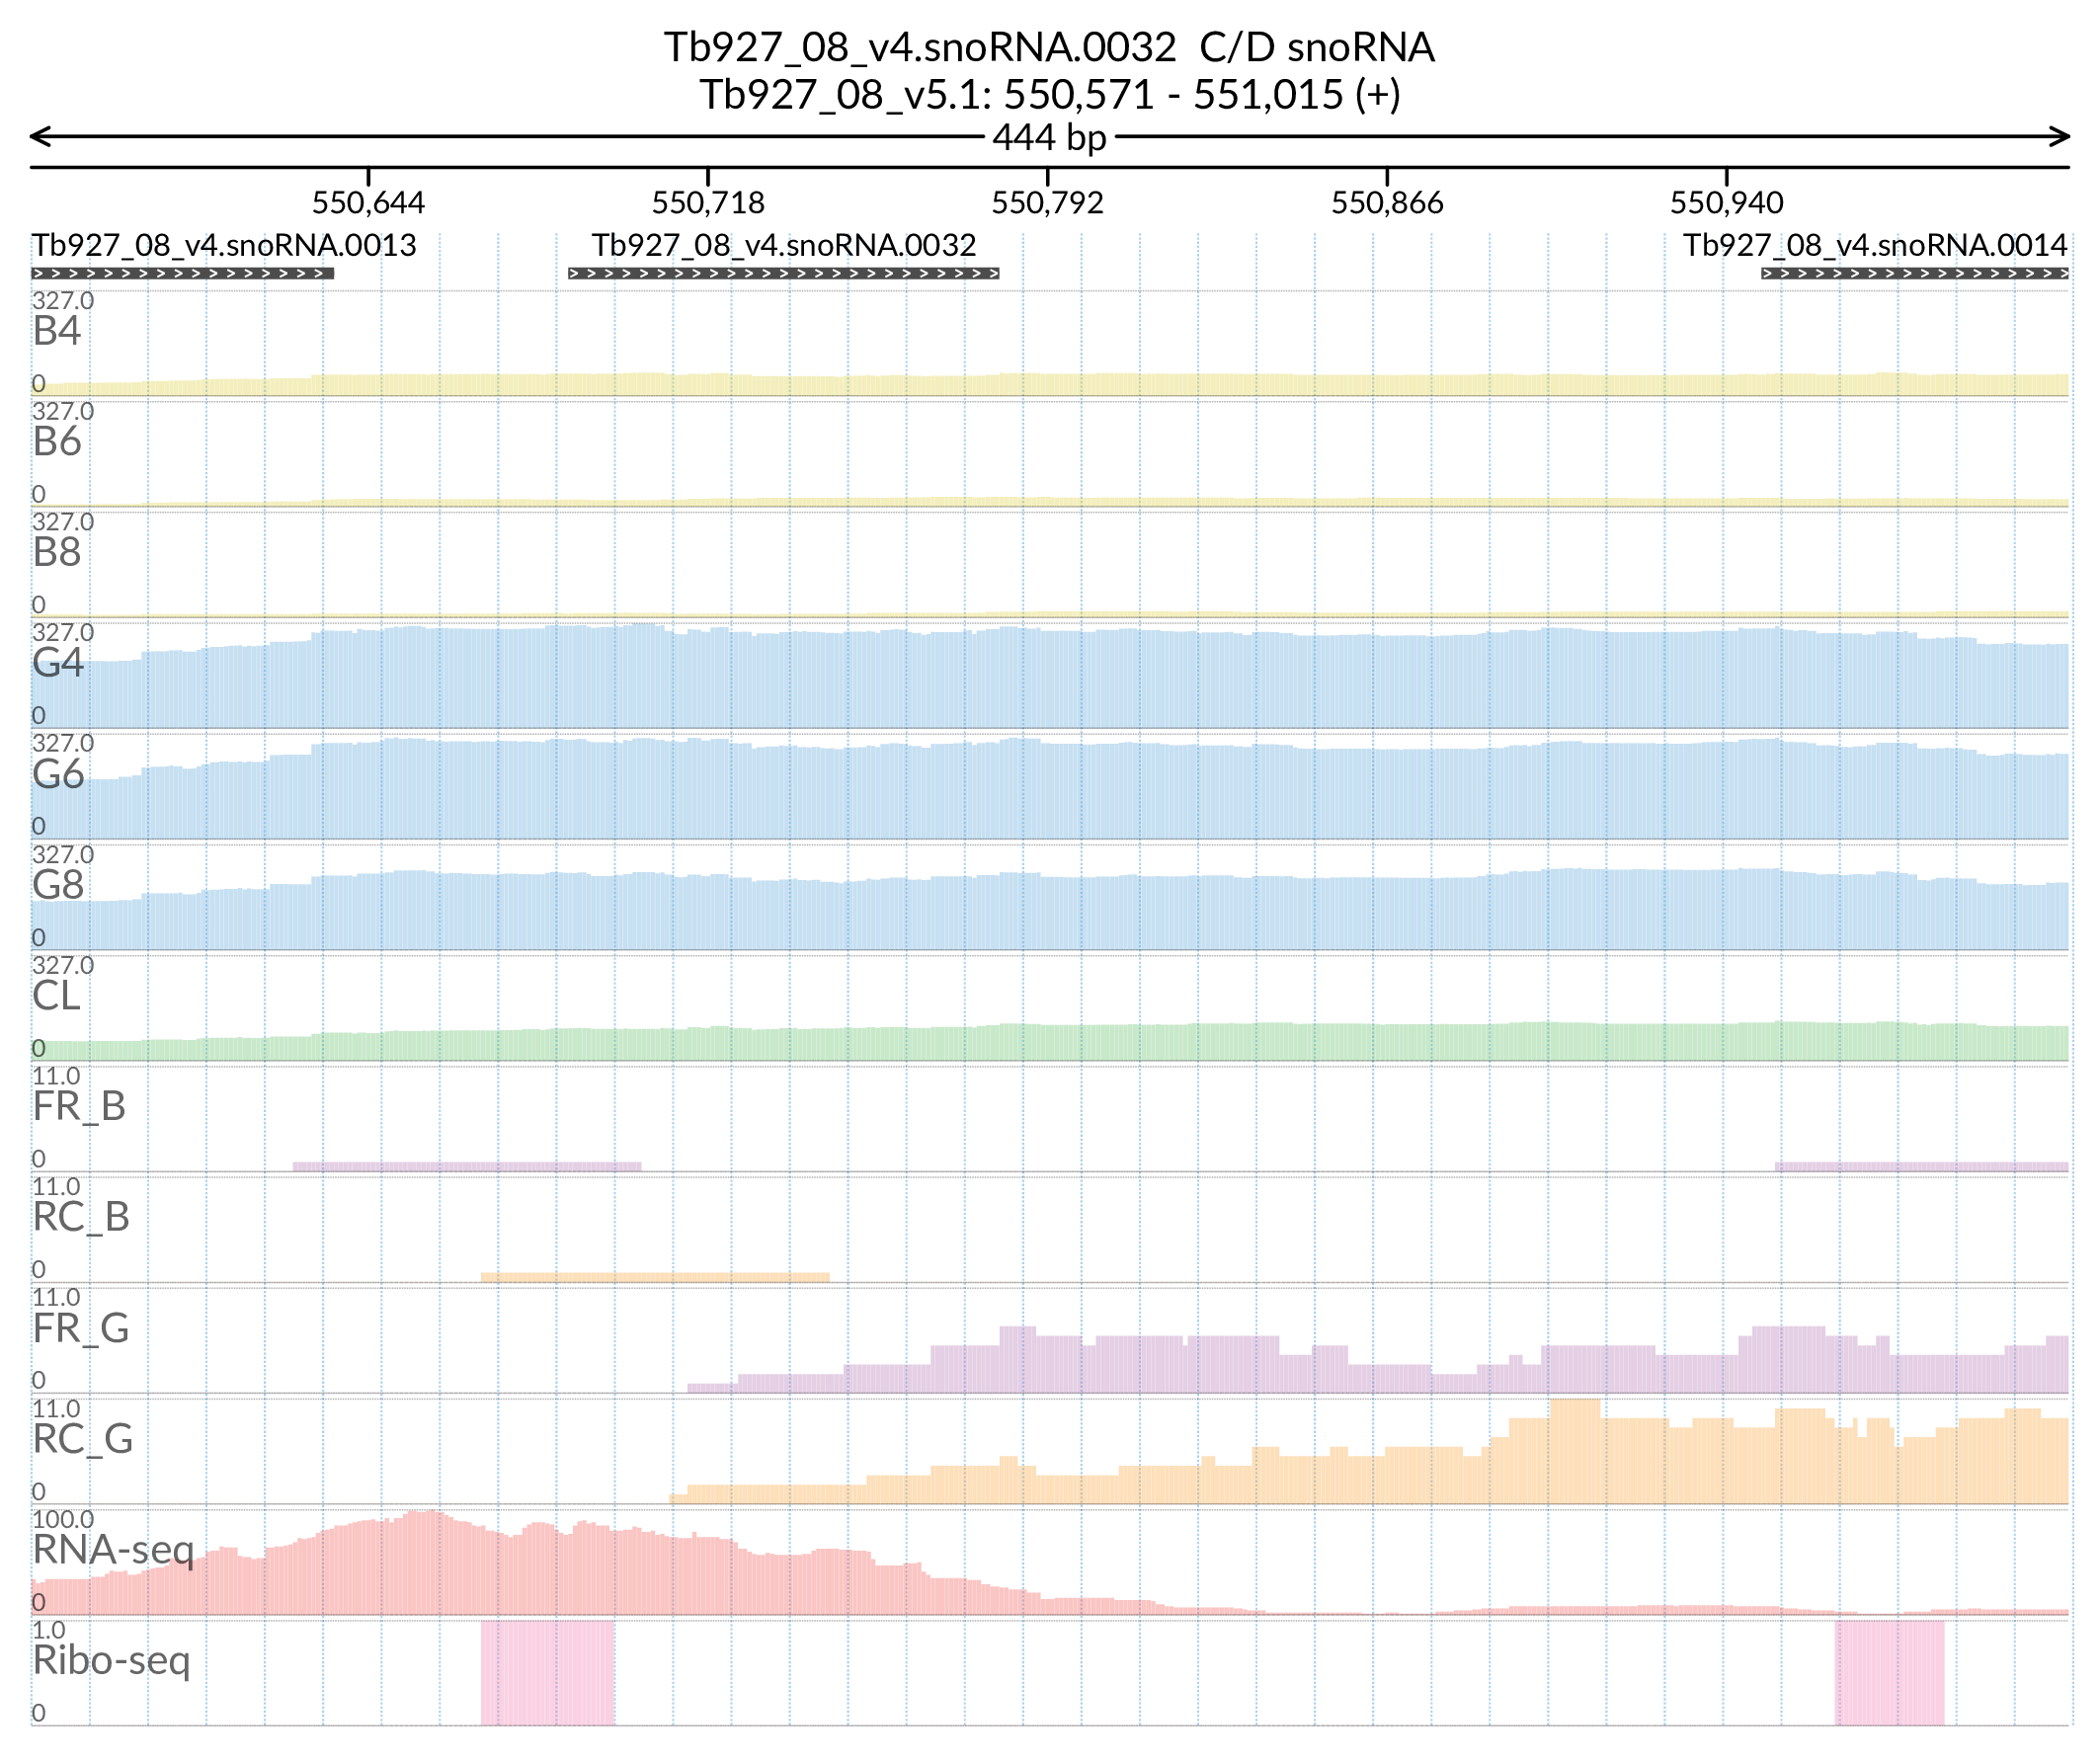 Tb927_08_v4.snoRNA.0032  C/D snoRNA
Tb927_08_v5.1: 550,571 - 551,015 (+)
444 bp
550,644 550,718 550,792 550,866 550,940
Tb927_08_v4.snoRNA.0013 Tb927_08_v4.snoRNA.0032 Tb927_08_v4.snoRNA.0014
327.0
B4
0
327.0
B6
0
327.0
B8
0
327.0
G4
0
327.0
G6
0
327.0
G8
0
327.0
CL
0
11.0
FR_B
0
11.0
RC_B
0
11.0
FR_G
0
11.0
RC_G
0
100.0
RNA-seq
0
1.0
Ribo-seq
0